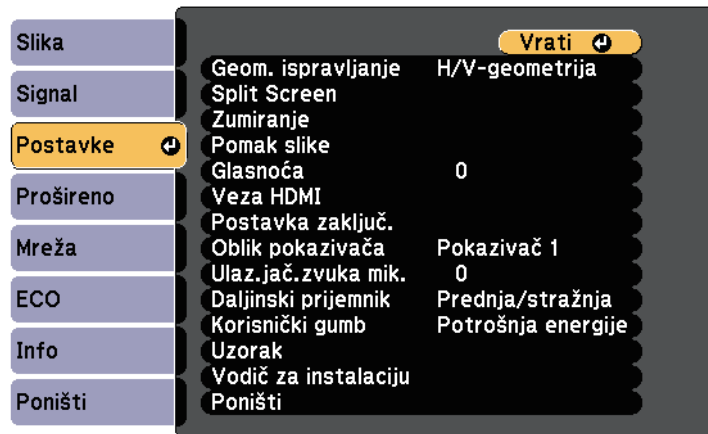 Slika
Signal
Postavke
Prošireno
Mreža
ECO
Info
Poništi
Vrati
Geom. ispravljanje H/V-geometrija
Split Screen
Zumiranje
Pomak slike
Glasnoća 0
Veza HDMI
Postavka zaključ.
Oblik pokazivača Pokazivač 1
Ulaz.jač.zvuka mik. 0
Daljinski prijemnik Prednja/stražnja
Korisnički gumb Potrošnja energije
Uzorak
Vodič za instalaciju
Poništi